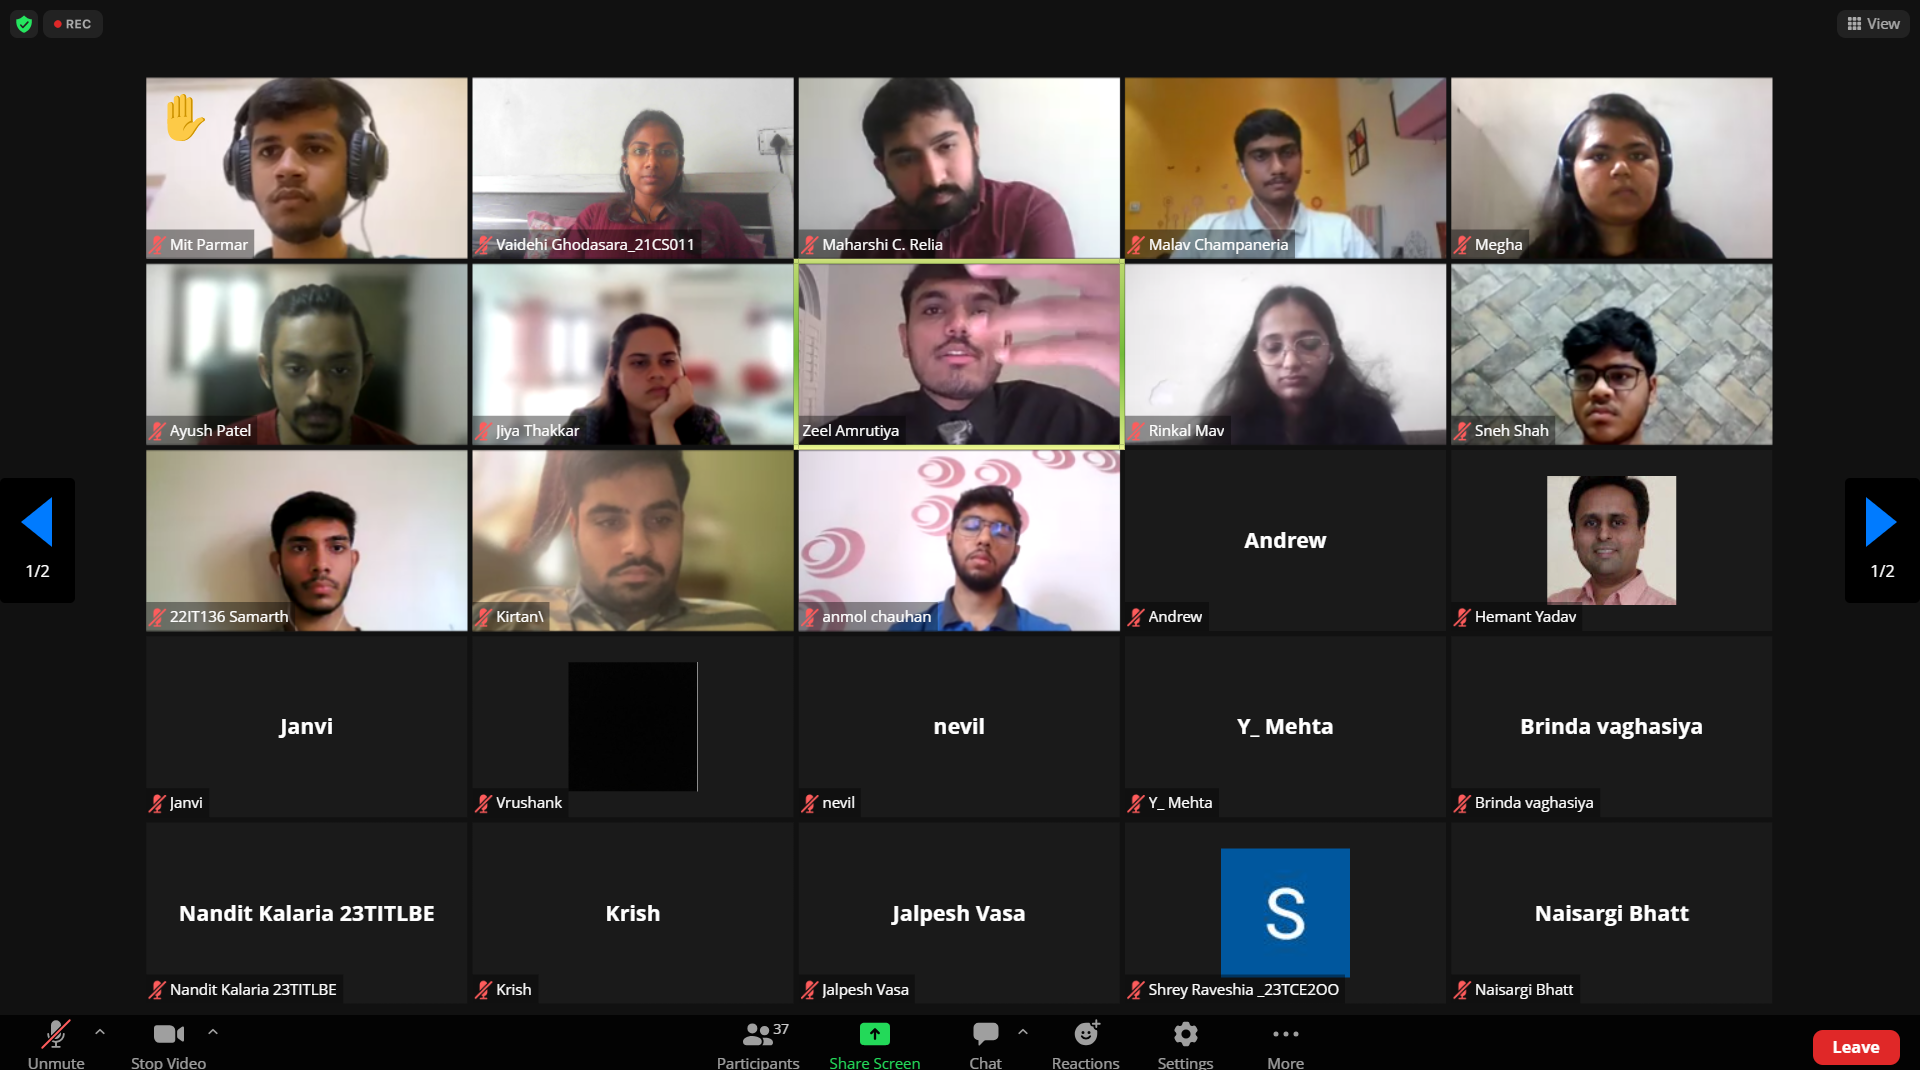 REC
View
Mit Parmar
Vaidehi Ghodasara_21CS011
Maharshi C. Relia
Malav Champaneria
Megha
Ayush Patel
Jiya Thakkar
Zeel Amrutiya
Rinkal Mav
Sneh Shah
1/2
1/2
22IT136 Samarth
Kirtan\
anmol chauhan
Andrew
Andrew
Hemant Yadav
Janvi
Janvi
Vrushank
nevil
nevil
Y_ Mehta
Y_ Mehta
Brinda vaghasiya
Brinda vaghasiya
Nandit Kalaria 23TITLBE
Nandit Kalaria 23TITLBE
Krish
Krish
Jalpesh Vasa
Jalpesh Vasa
S
Shrey Raveshia _23TCE2OO
Naisargi Bhatt
Naisargi Bhatt
Unmute
Stop Video
37
Participants
Share Screen
Chat
Reactions
Settings
More
Leave